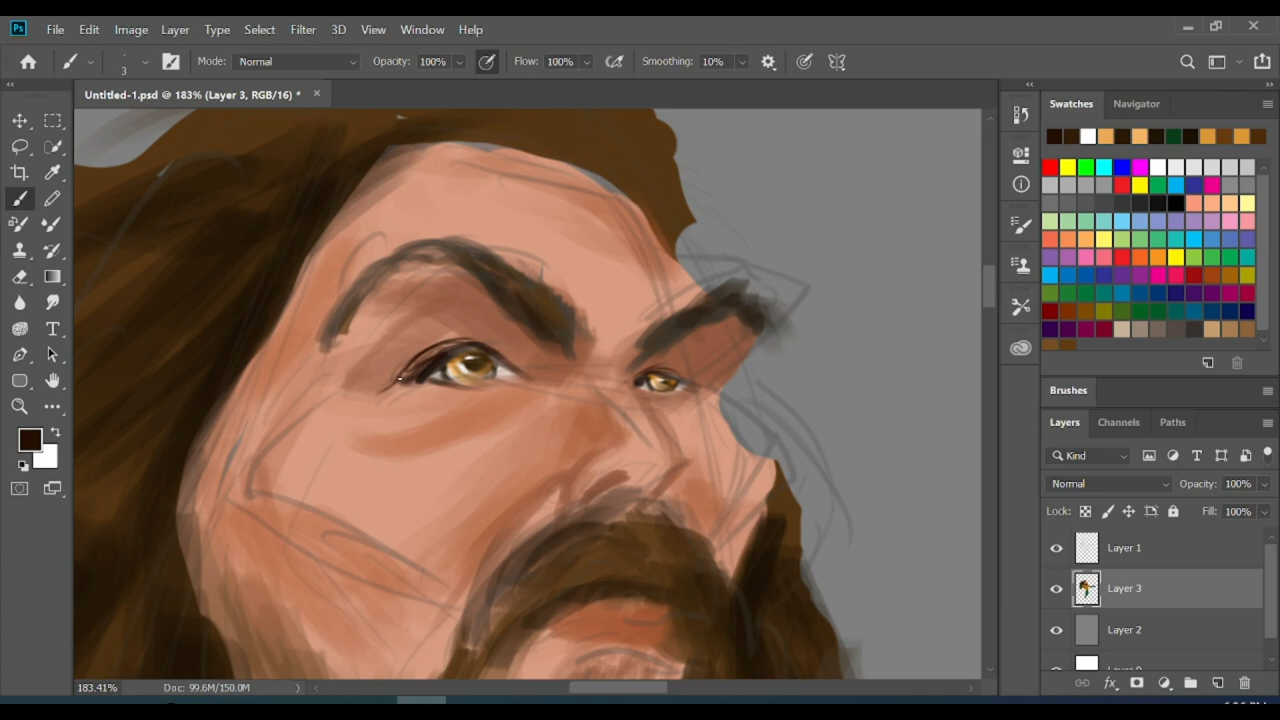 Ps File Edit Image Layer Type Select Filter 3D View Window Help
3 Mode: Normal Opacity: 100% Flow: 100% Smoothing: 10%
Untitled-1.psd @ 183% (Layer 3, RGB/16) * ×
Swatches Navigator
Brushes
Layers Channels Paths
Kind
Normal Opacity: 100%
Lock: Fill: 100%
Layer 1
Layer 3
Layer 2
183.41% Doc: 99.6M/150.0M